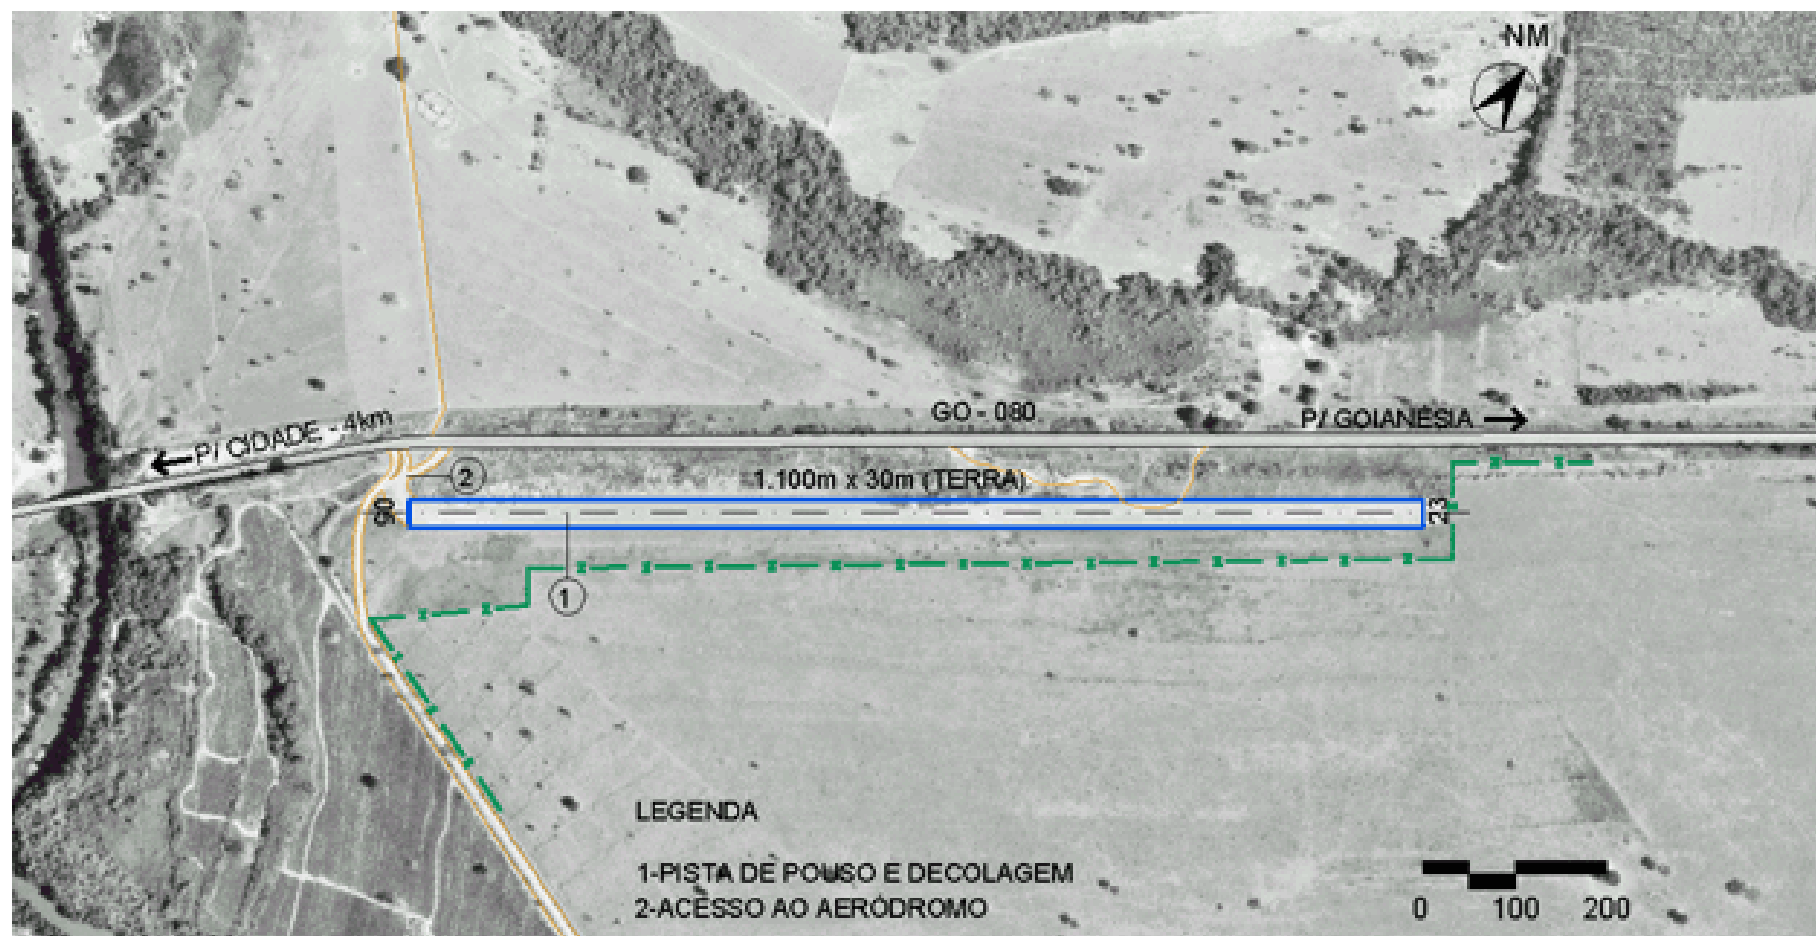 NM
GO - 080
P/ GOIANÉSIA
P/ CIDADE - 4km
2
1.100m x 30m (TERRA)
05
23
1
LEGENDA
1-PISTA DE POUSO E DECOLAGEM
2-ACESSO AO AERÓDROMO
0 100 200